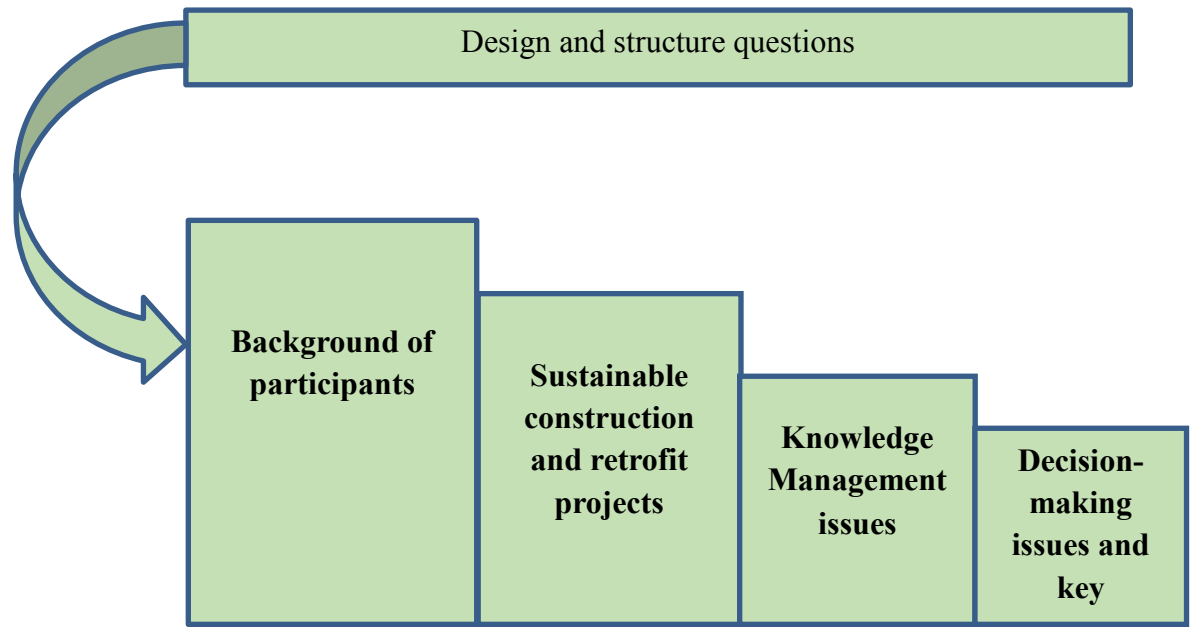 Design and structure questions
Background of
participants
Sustainable
construction
and retrofit
projects
Knowledge
Management
issues
Decision-
making
issues and
key